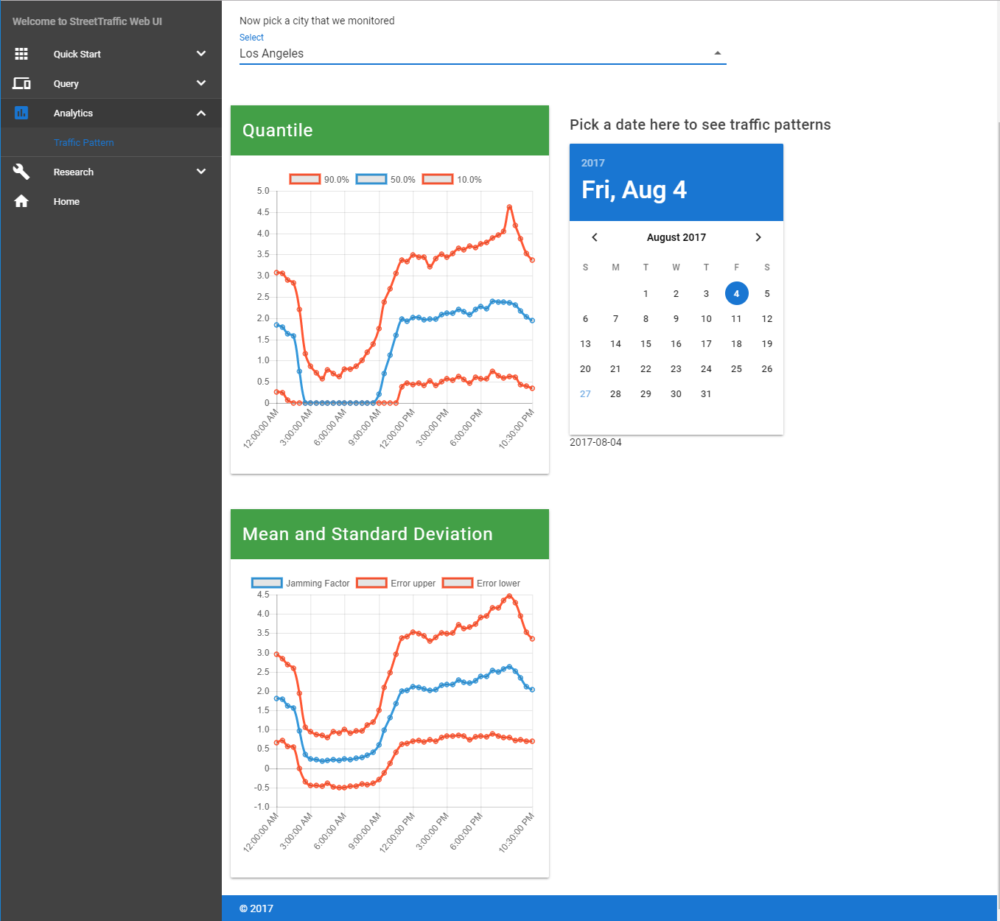 Welcome to StreetTraffic Web UI
Quick Start
Query
Analytics
Traffic Pattern
Research
Home
Now pick a city that we monitored
Select
Los Angeles
Quantile
90.0% 50.0% 10.0%
5.0
4.5
4.0
3.5
3.0
2.5
2.0
1.5
1.0
0.5
0
12:00:00 AM 3:00:00 AM 6:00:00 AM 9:00:00 AM 12:00:00 PM 3:00:00 PM 6:00:00 PM 10:30:00 PM
Pick a date here to see traffic patterns
2017
Fri, Aug 4
August 2017
S M T W T F S
1 2 3 4 5
6 7 8 9 10 11 12
13 14 15 16 17 18 19
20 21 22 23 24 25 26
27 28 29 30 31
2017-08-04
Mean and Standard Deviation
Jamming Factor Error upper Error lower
4.5
4.0
3.5
3.0
2.5
2.0
1.5
1.0
0.5
0
-0.5
-1.0
12:00:00 AM 3:00:00 AM 6:00:00 AM 9:00:00 AM 12:00:00 PM 3:00:00 PM 6:00:00 PM 10:30:00 PM
© 2017